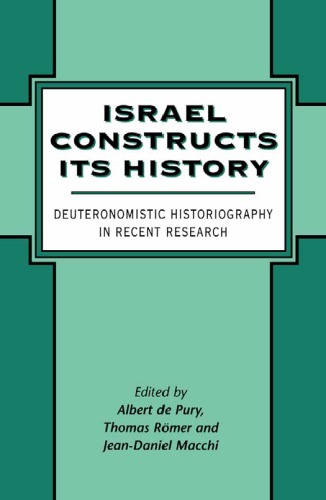 ISRAEL
CONSTRUCTS
ITS HISTORY
DEUTERONOMISTIC HISTORIOGRAPHY
IN RECENT RESEARCH
Edited by
Albert de Pury,
Thomas Römer and
Jean-Daniel Macchi